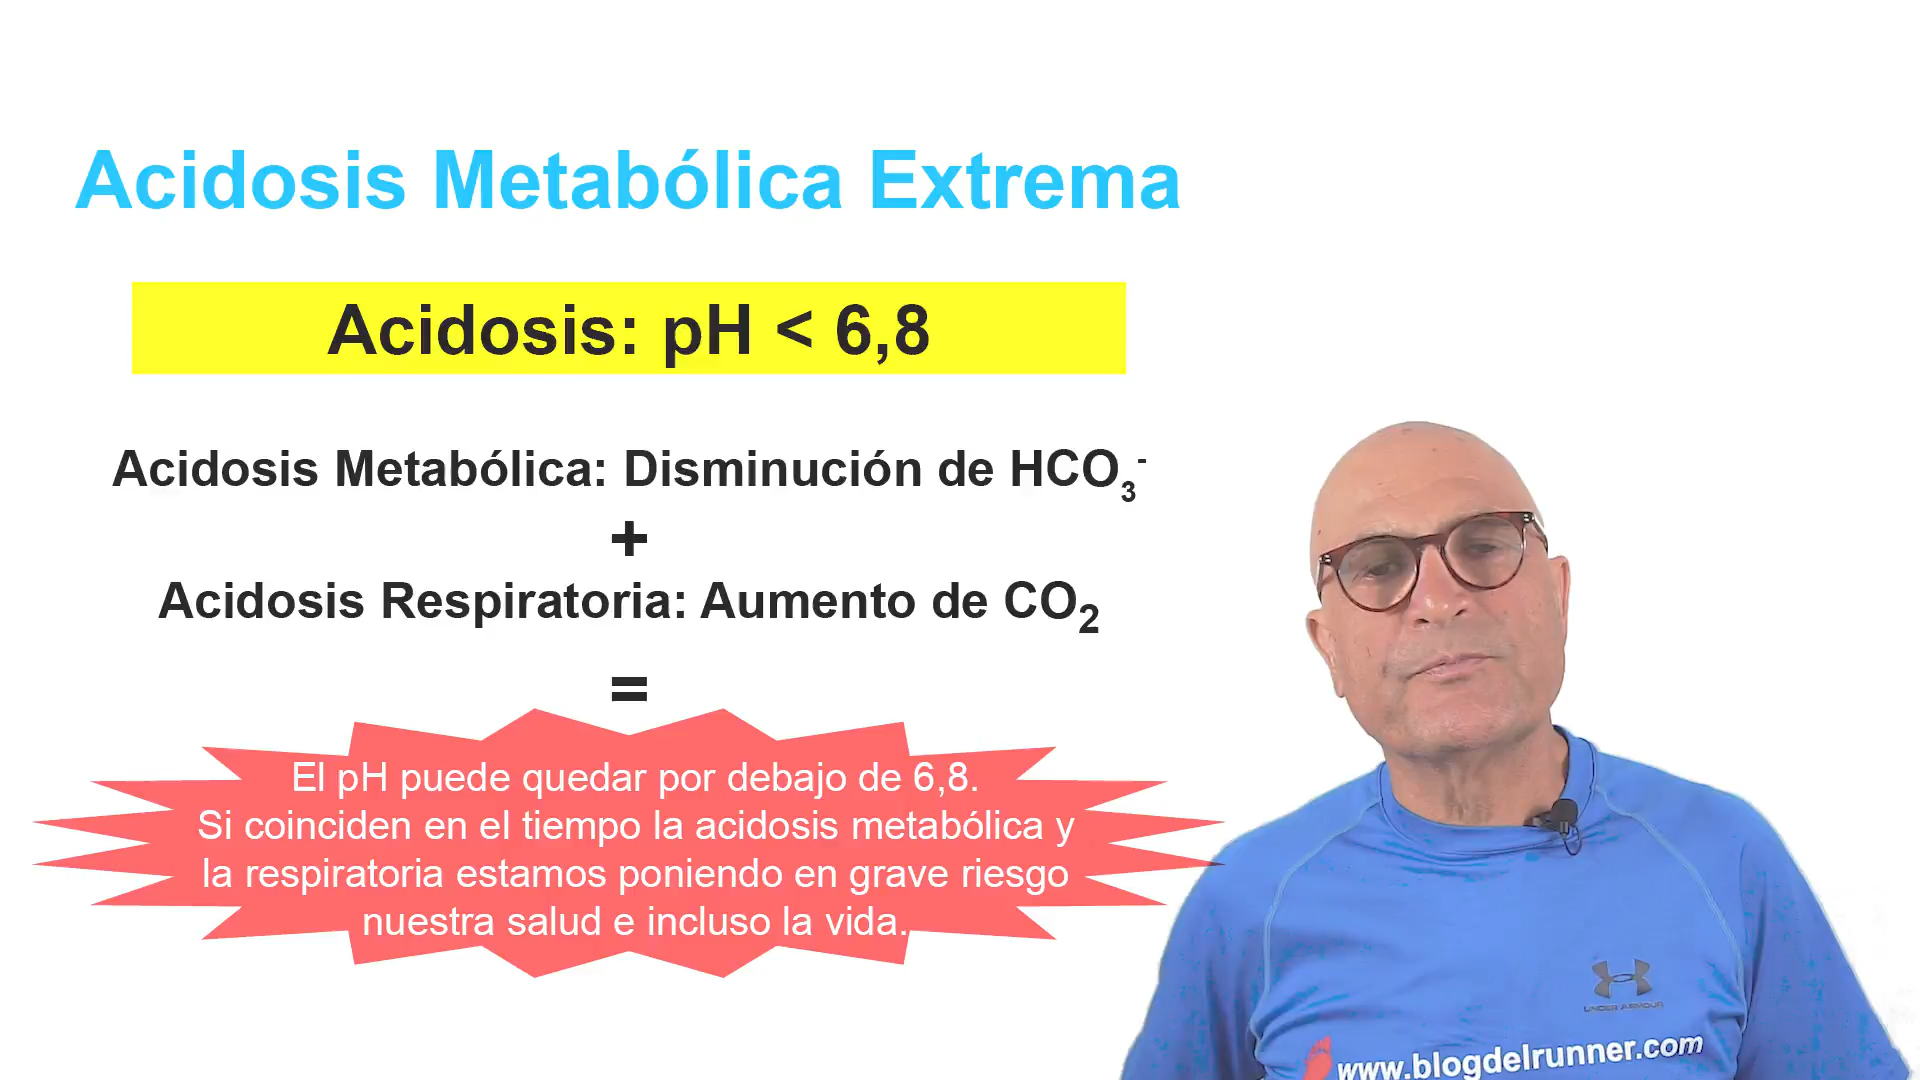 Acidosis Metabólica Extrema
Acidosis: pH < 6,8
Acidosis Metabólica: Disminución de HCO₃⁻
+
Acidosis Respiratoria: Aumento de CO₂
=
El pH puede quedar por debajo de 6,8.
Si coinciden en el tiempo la acidosis metabólica y
la respiratoria estamos poniendo en grave riesgo
nuestra salud e incluso la vida.
UNDER ARMOUR
www.blogdelrunner.com